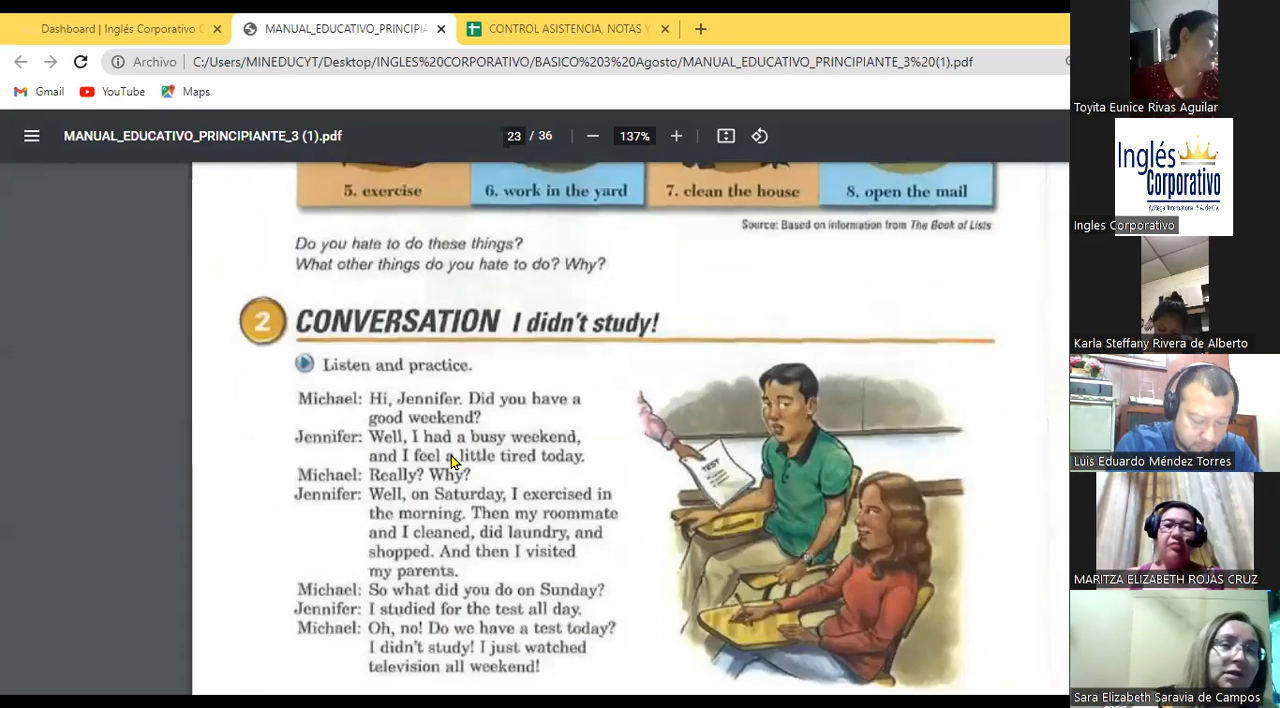 Dashboard | Inglés Corporativo
MANUAL_EDUCATIVO_PRINCIPIA
CONTROL ASISTENCIA, NOTAS Y
Archivo
C:/Users/MINEDUCYT/Desktop/INGLES%20CORPORATIVO/BASICO%203%20Agosto/MANUAL_EDUCATIVO_PRINCIPIANTE_3%20(1).pdf
Gmail
YouTube
Maps
MANUAL_EDUCATIVO_PRINCIPIANTE_3 (1).pdf
23 / 36
137%
5. exercise
6. work in the yard
7. clean the house
8. open the mail
Source: Based on information from The Book of Lists
Do you hate to do these things?
What other things do you hate to do? Why?
2 CONVERSATION I didn't study!
Listen and practice.
Michael: Hi, Jennifer. Did you have a
good weekend?
Jennifer: Well, I had a busy weekend,
and I feel a little tired today.
Michael: Really? Why?
Jennifer: Well, on Saturday, I exercised in
the morning. Then my roommate
and I cleaned, did laundry, and
shopped. And then I visited
my parents.
Michael: So what did you do on Sunday?
Jennifer: I studied for the test all day.
Michael: Oh, no! Do we have a test today?
I didn't study! I just watched
television all weekend!
TEST
Toyita Eunice Rivas Aguilar
Inglés
Corporativo
Ingles Corporativo
Karla Steffany Rivera de Alberto
Luis Eduardo Méndez Torres
MARITZA ELIZABETH ROJAS CRUZ
Sara Elizabeth Saravia de Campos